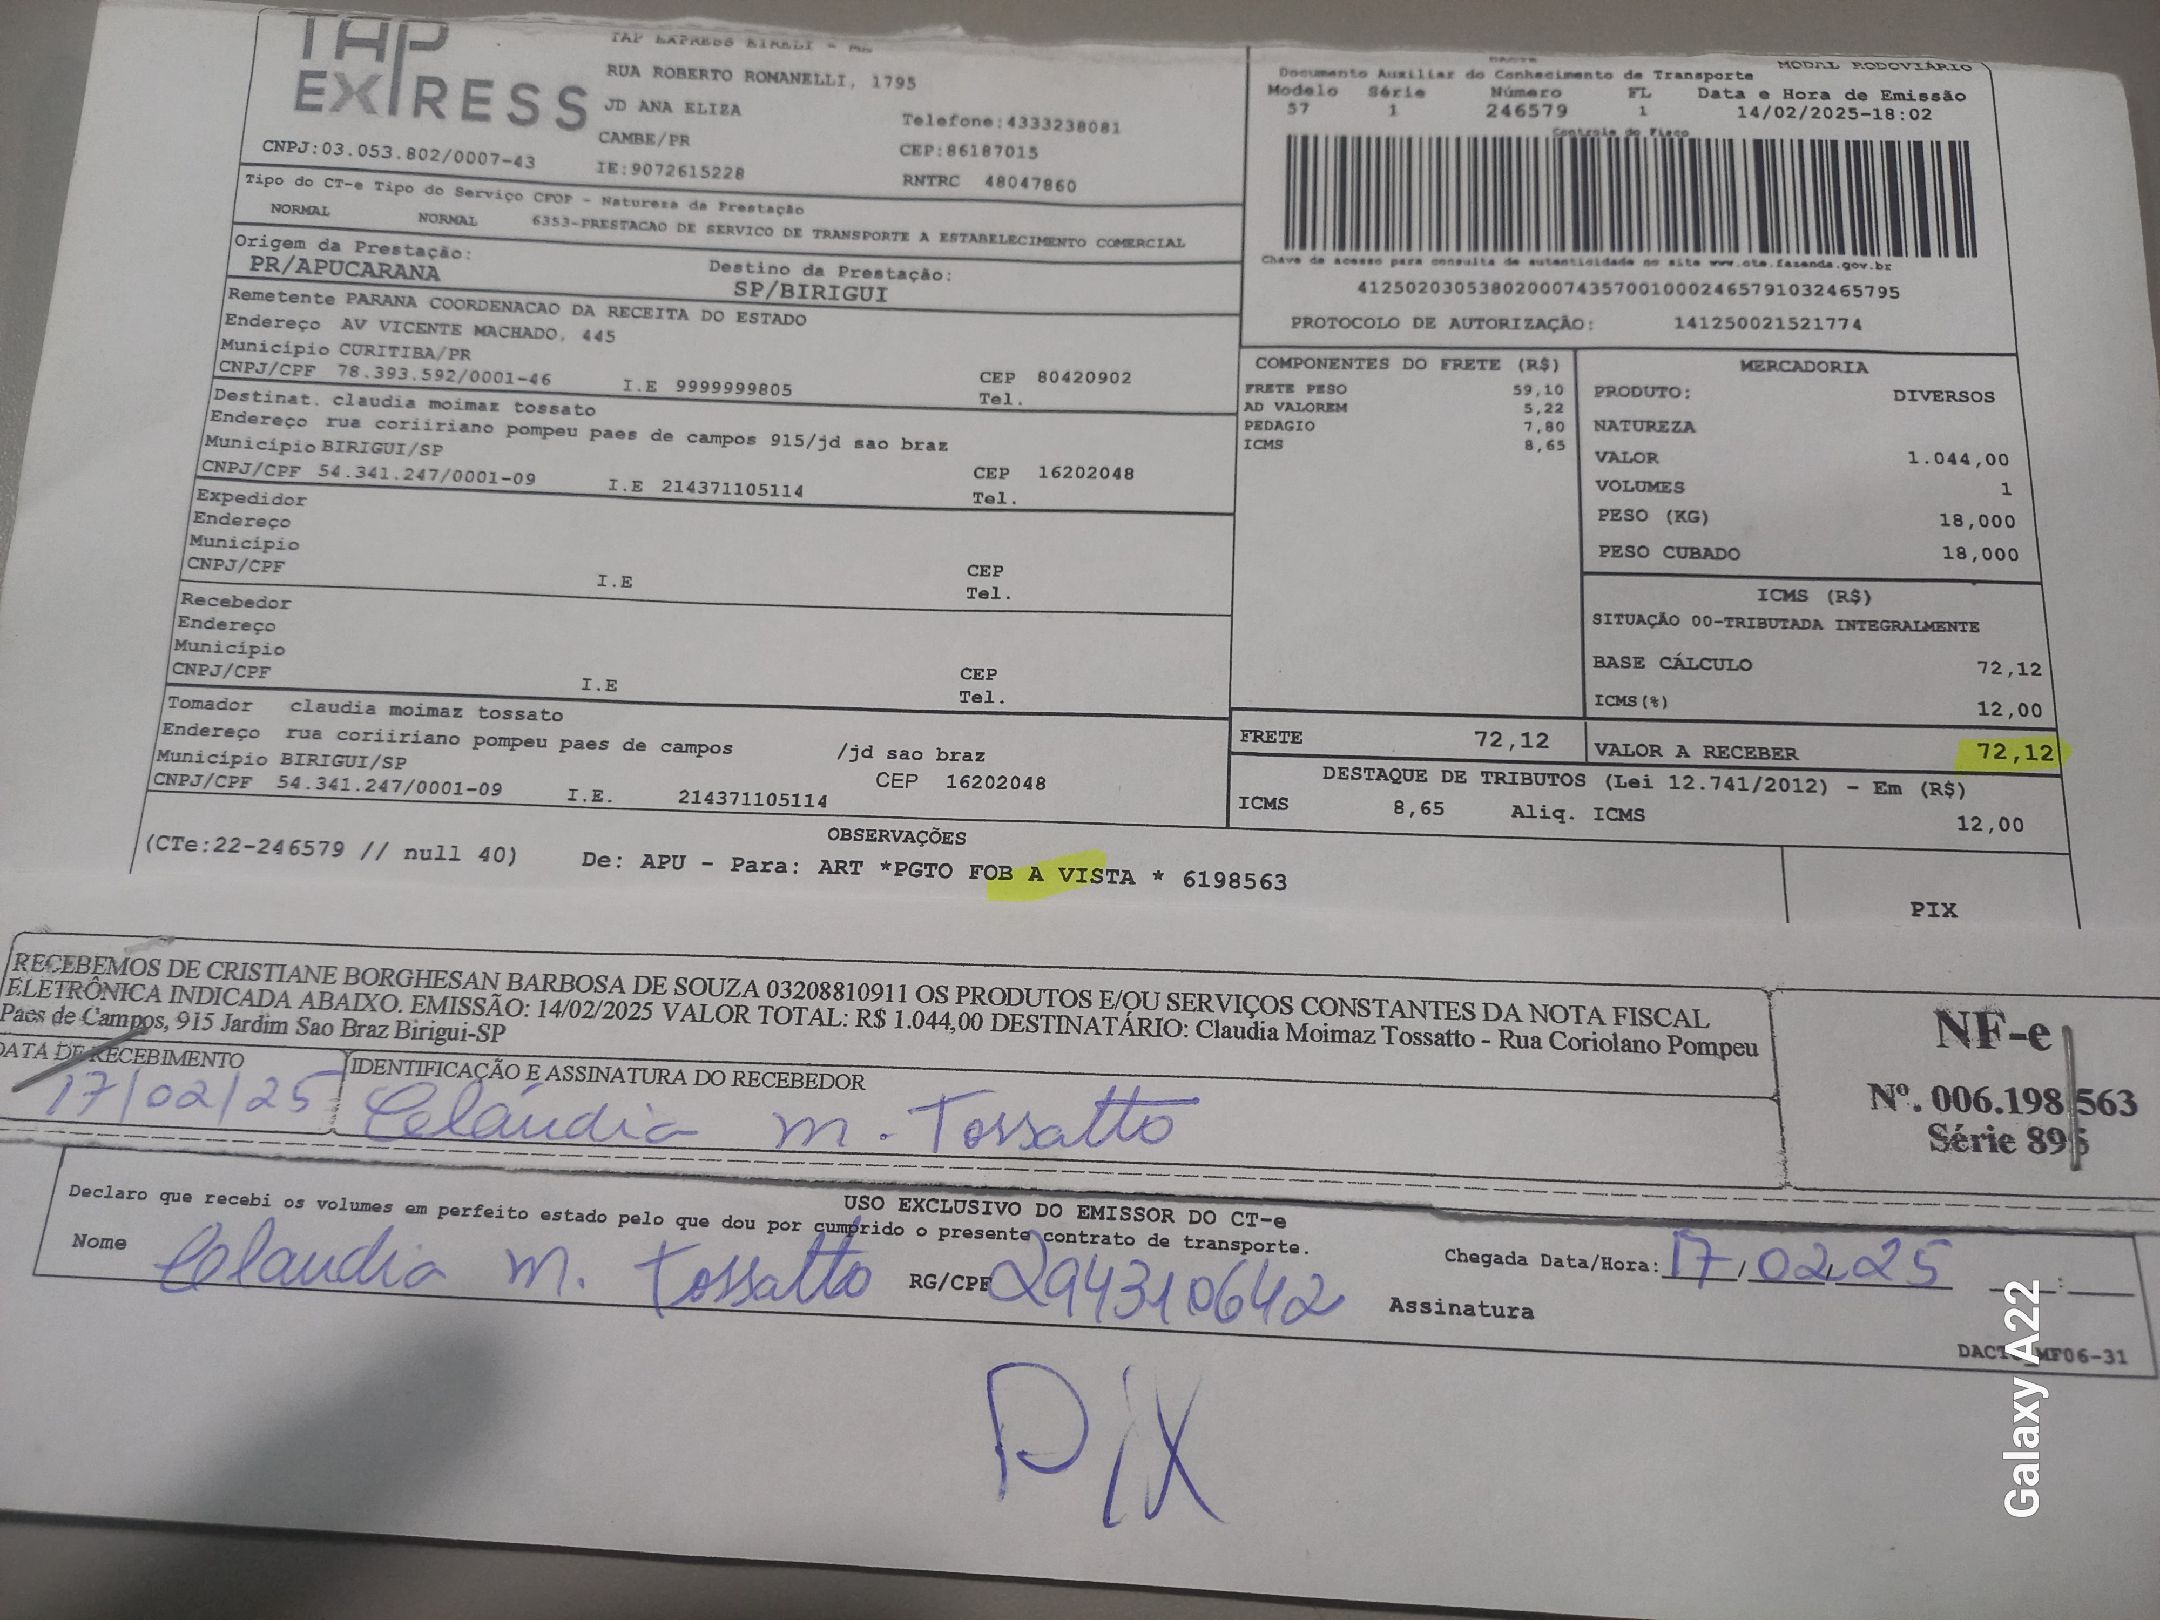 TAP
EXPRESS
CNPJ:03.053.802/0007-43
TAP EXPRESS EIRELI - ME
RUA ROBERTO ROMANELLI, 1795
JD ANA ELIZA
CAMBE/PR
IE:9072615228
Telefone:4333238081
CEP:86187015
RNTRC 48047860
DACTE
MODAL RODOVIÁRIO
Documento Auxiliar do Conhecimento de Transporte
Modelo Série Número FL Data e Hora de Emissão
57 1 246579 1 14/02/2025-18:02
Controle do Fisco
Chave de acesso para consulta de autenticidade no site www.cte.fazenda.gov.br
41250203053802000743570010002465791032465795
PROTOCOLO DE AUTORIZAÇÃO: 141250021521774
Tipo do CT-e Tipo do Serviço CFOP - Natureza da Prestação
NORMAL NORMAL 6353-PRESTACAO DE SERVICO DE TRANSPORTE A ESTABELECIMENTO COMERCIAL
Origem da Prestação: Destino da Prestação:
PR/APUCARANA SP/BIRIGUI
Remetente PARANA COORDENACAO DA RECEITA DO ESTADO
Endereço AV VICENTE MACHADO, 445
Município CURITIBA/PR CEP 80420902
CNPJ/CPF 78.393.592/0001-46 I.E 9999999805 Tel.
Destinat. claudia moimaz tossato
Endereço rua coriiriano pompeu paes de campos 915/jd sao braz
Município BIRIGUI/SP CEP 16202048
CNPJ/CPF 54.341.247/0001-09 I.E 214371105114 Tel.
Expedidor
Endereço
Município CEP
CNPJ/CPF I.E Tel.
Recebedor
Endereço
Município CEP
CNPJ/CPF I.E Tel.
Tomador claudia moimaz tossato
Endereço rua coriiriano pompeu paes de campos /jd sao braz
Município BIRIGUI/SP CEP 16202048
CNPJ/CPF 54.341.247/0001-09 I.E. 214371105114
COMPONENTES DO FRETE (R$)
FRETE PESO 59,10
AD VALOREM 5,22
PEDAGIO 7,80
ICMS 8,65
MERCADORIA
PRODUTO: DIVERSOS
NATUREZA
VALOR 1.044,00
VOLUMES 1
PESO (KG) 18,000
PESO CUBADO 18,000
ICMS (R$)
SITUAÇÃO 00-TRIBUTADA INTEGRALMENTE
BASE CÁLCULO 72,12
ICMS(%) 12,00
FRETE 72,12 VALOR A RECEBER 72,12
DESTAQUE DE TRIBUTOS (Lei 12.741/2012) - Em (R$)
ICMS 8,65 Aliq. ICMS 12,00
OBSERVAÇÕES
(CTe:22-246579 // null 40) De: APU - Para: ART *PGTO FOB A VISTA * 6198563
PIX
RECEBEMOS DE CRISTIANE BORGHESAN BARBOSA DE SOUZA 03208810911 OS PRODUTOS E/OU SERVIÇOS CONSTANTES DA NOTA FISCAL
ELETRÔNICA INDICADA ABAIXO. EMISSÃO: 14/02/2025 VALOR TOTAL: R$ 1.044,00 DESTINATÁRIO: Claudia Moimaz Tossatto - Rua Coriolano Pompeu
Paes de Campos, 915 Jardim Sao Braz Birigui-SP
DATA DE RECEBIMENTO IDENTIFICAÇÃO E ASSINATURA DO RECEBEDOR
17/02/25 Cláudia M. Tossatto
NF-e
Nº. 006.198.563
Série 89
USO EXCLUSIVO DO EMISSOR DO CT-e
Declaro que recebi os volumes em perfeito estado pelo que dou por cumprido o presente contrato de transporte.
Nome Claudia M. Tossatto RG/CPF 294310642 Chegada Data/Hora: 17/02/25 :
Assinatura
DACTE_MF06-31
PIX
Galaxy A22